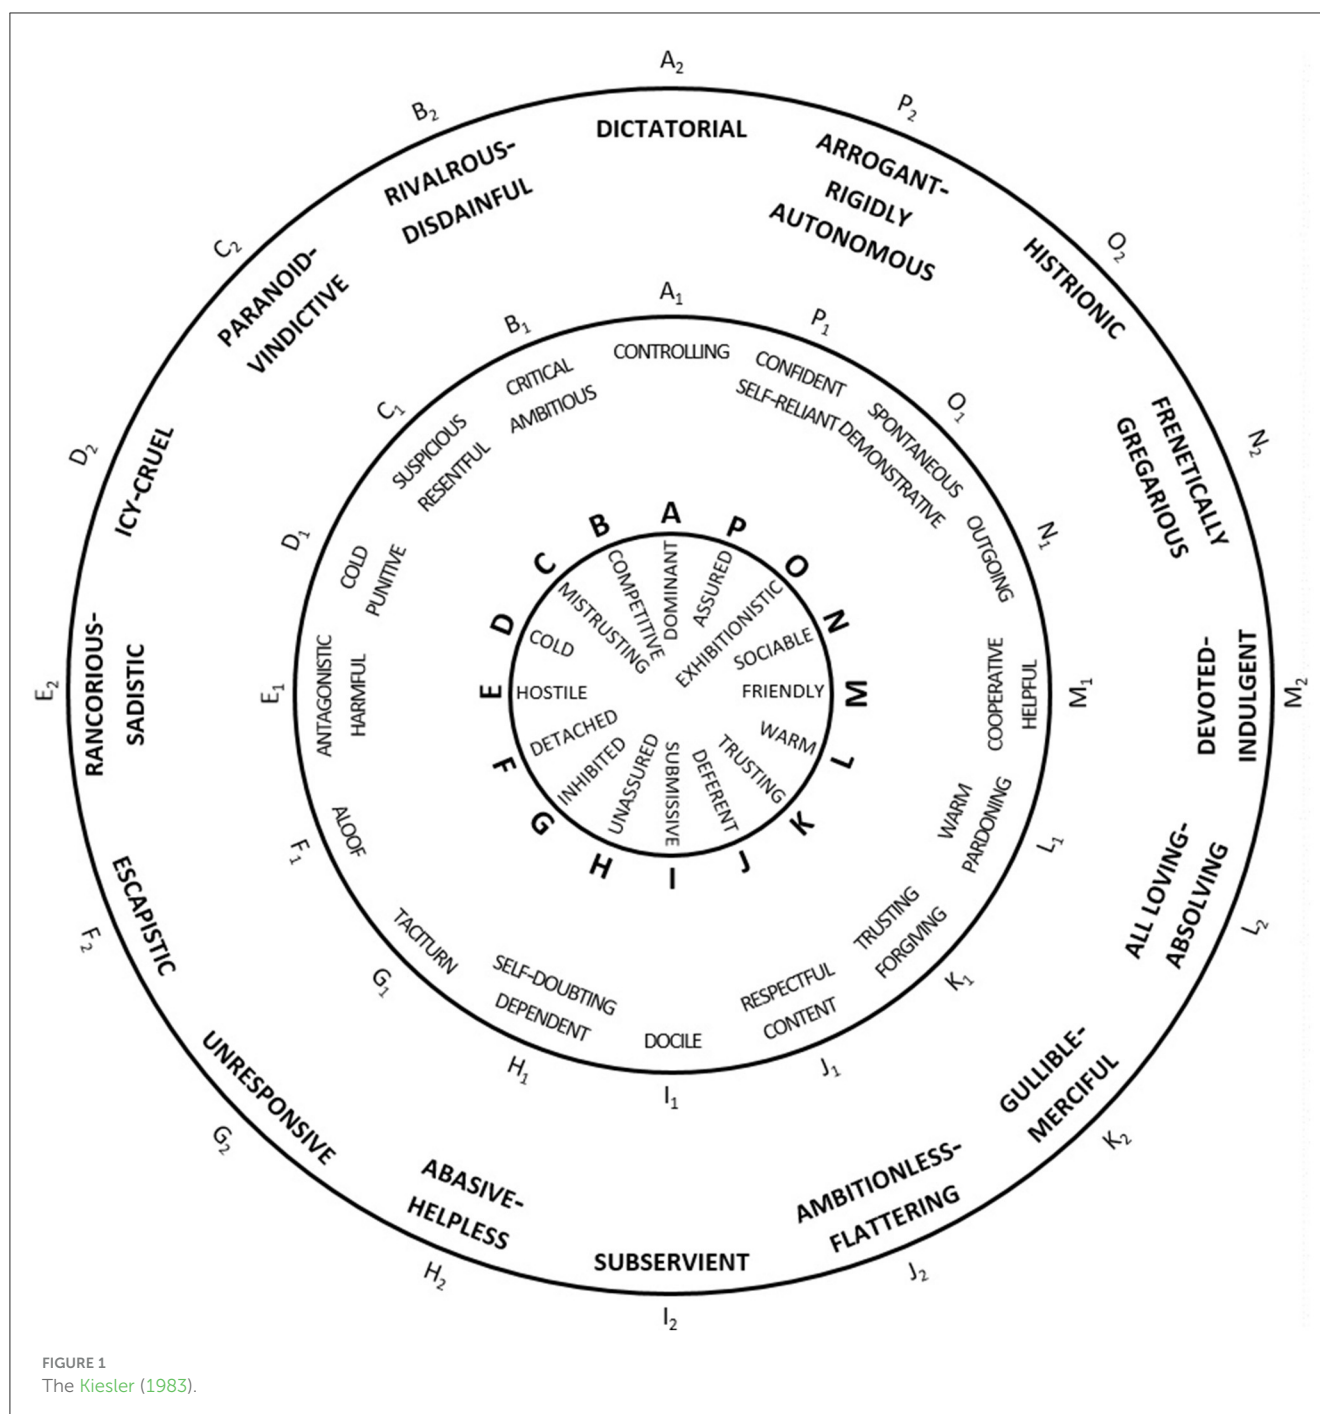 A2
P2
O2
N2
M2
L2
K2
J2
I2
H2
G2
F2
E2
D2
C2
B2
DICTATORIAL
ARROGANT-
RIGIDLY
AUTONOMOUS
HISTRIONIC
FRENETICALLY
GREGARIOUS
DEVOTED-
INDULGENT
ALL LOVING-
ABSOLVING
GULLIBLE-
MERCIFUL
AMBITIONLESS-
FLATTERING
SUBSERVIENT
ABASIVE-
HELPLESS
UNRESPONSIVE
ESCAPISTIC
RANCORIOUS-
SADISTIC
ICY-CRUEL
PARANOID-
VINDICTIVE
RIVALROUS-
DISDAINFUL
A1
P1
O1
N1
M1
L1
K1
J1
I1
H1
G1
F1
E1
D1
C1
B1
CONTROLLING
CONFIDENT
SELF-RELIANT
SPONTANEOUS
DEMONSTRATIVE
OUTGOING
COOPERATIVE
HELPFUL
WARM
PARDONING
TRUSTING
FORGIVING
RESPECTFUL
CONTENT
DOCILE
SELF-DOUBTING
DEPENDENT
TACITURN
ALOOF
ANTAGONISTIC
HARMFUL
COLD
PUNITIVE
SUSPICIOUS
RESENTFUL
CRITICAL
AMBITIOUS
A
P
O
N
M
L
K
J
I
H
G
F
E
D
C
B
DOMINANT
ASSURED
EXHIBITIONISTIC
SOCIABLE
FRIENDLY
WARM
TRUSTING
DEFERENT
SUBMISSIVE
UNASSURED
INHIBITED
DETACHED
HOSTILE
COLD
MISTRUSTING
COMPETITIVE
FIGURE 1
The Kiesler (1983).